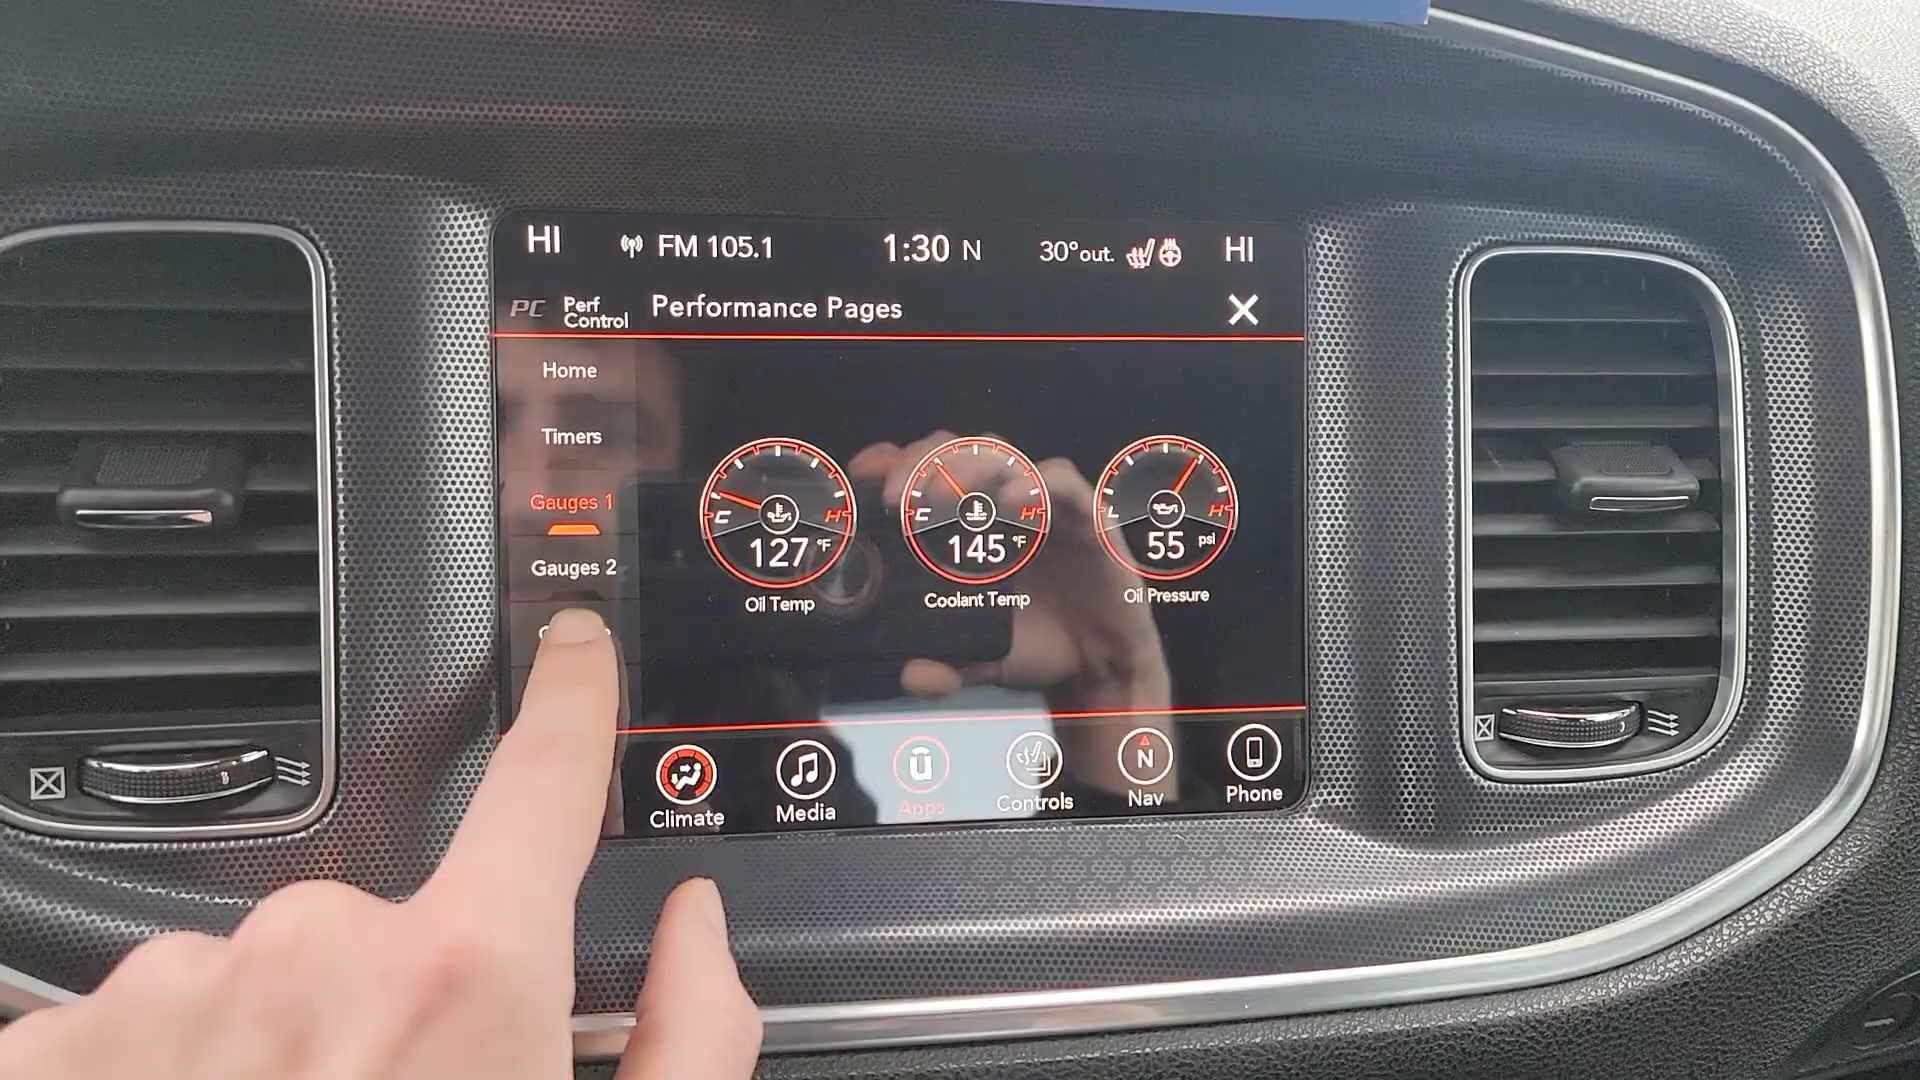 HI FM 105.1 1:30 N 30°out. HI
PC Perf Control Performance Pages X
Home
Timers
Gauges 1
Gauges 2
C H
127 °F
Oil Temp
C H
145 °F
Coolant Temp
L H
55 psi
Oil Pressure
Climate
Media
Apps
Controls
N
Nav
Phone